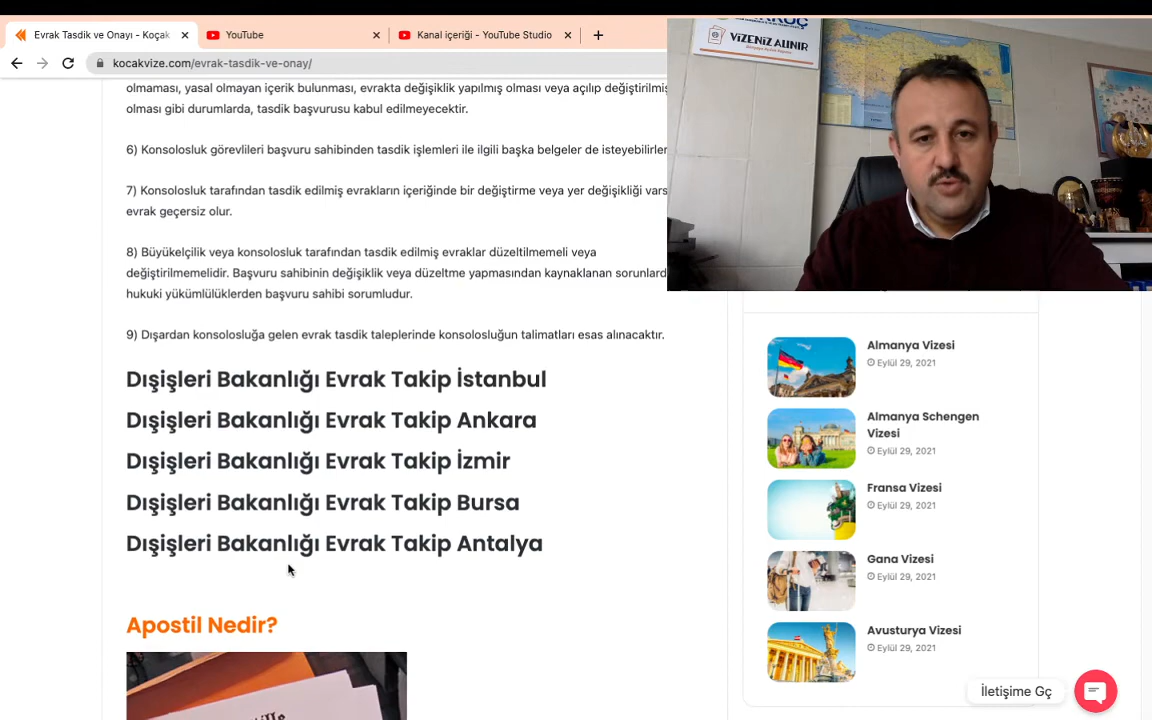 Evrak Tasdik ve Onayı - Koçak
YouTube
Kanal içeriği - YouTube Studio
kocakvize.com/evrak-tasdik-ve-onay/
VİZENİZ ALINIR
olmaması, yasal olmayan içerik bulunması, evrakta değişiklik yapılmış olması veya açılıp değiştirilmiş
olması gibi durumlarda, tasdik başvurusu kabul edilmeyecektir.
6) Konsolosluk görevlileri başvuru sahibinden tasdik işlemleri ile ilgili başka belgeler de isteyebilirler
7) Konsolosluk tarafından tasdik edilmiş evrakların içeriğinde bir değiştirme veya yer değişikliği vars
evrak geçersiz olur.
8) Büyükelçilik veya konsolosluk tarafından tasdik edilmiş evraklar düzeltilmemeli veya
değiştirilmemelidir. Başvuru sahibinin değişiklik veya düzeltme yapmasından kaynaklanan sorunlard
hukuki yükümlülüklerden başvuru sahibi sorumludur.
9) Dışardan konsolosluğa gelen evrak tasdik taleplerinde konsolosluğun talimatları esas alınacaktır.
Dışişleri Bakanlığı Evrak Takip İstanbul
Dışişleri Bakanlığı Evrak Takip Ankara
Dışişleri Bakanlığı Evrak Takip İzmir
Dışişleri Bakanlığı Evrak Takip Bursa
Dışişleri Bakanlığı Evrak Takip Antalya
Apostil Nedir?
Almanya Vizesi
Eylül 29, 2021
Almanya Schengen
Vizesi
Eylül 29, 2021
Fransa Vizesi
Eylül 29, 2021
Gana Vizesi
Eylül 29, 2021
Avusturya Vizesi
Eylül 29, 2021
İletişime Gç